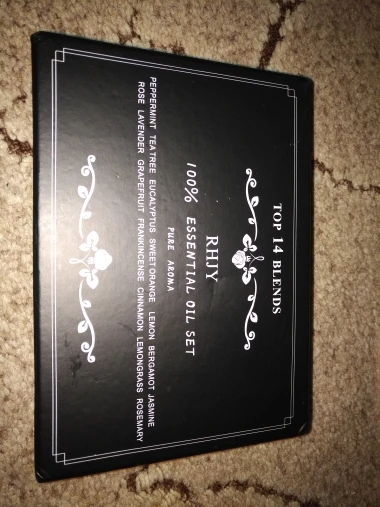 TOP 14 BLENDS
RHJY
100% ESSENTIAL OIL SET
PURE AROMA
PEPPERMINT TEA TREE EUCALYPTUS SWEET ORANGE LEMON BERGAMOT JASMINE
ROSE LAVENDER GRAPEFRUIT FRANKINCENSE CINNAMON LEMONGRASS ROSEMARY